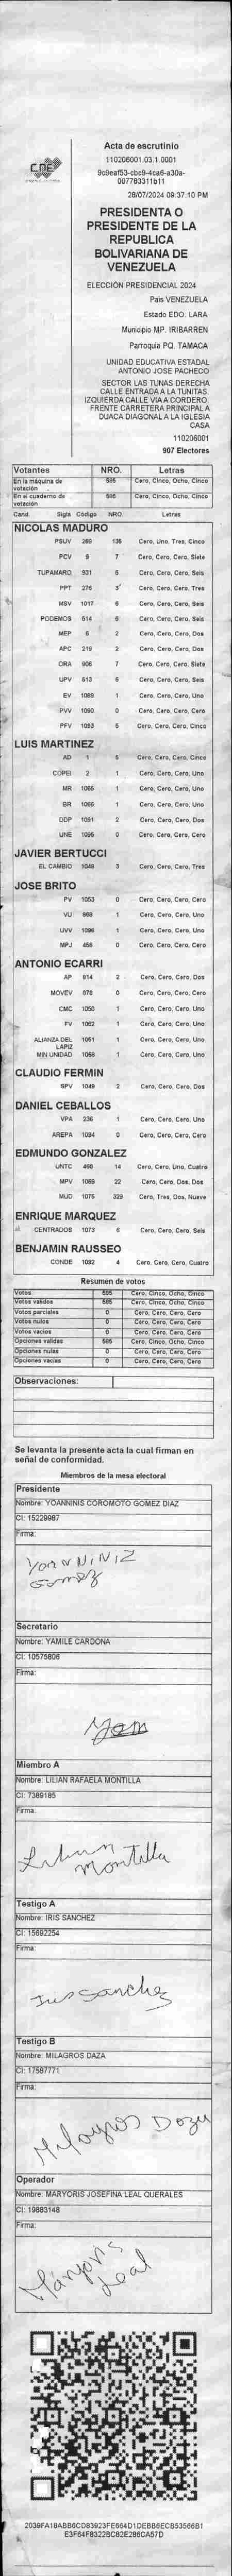 CNE
Acta de escrutinio
110206001.03.1.0001
9c9eaf53-cbc9-4ca6-a30a-
007783311b11
28/07/2024 09:37:10 PM
PRESIDENTA O
PRESIDENTE DE LA
REPUBLICA
BOLIVARIANA DE
VENEZUELA
ELECCIÓN PRESIDENCIAL 2024
Pais VENEZUELA
Estado EDO. LARA
Municipio MP. IRIBARREN
Parroquia PQ. TAMACA
UNIDAD EDUCATIVA ESTADAL
ANTONIO JOSE PACHECO
SECTOR LAS TUNAS DERECHA
CALLE ENTRADA A LA TUNITAS.
IZQUIERDA CALLE VIA A CORDERO.
FRENTE CARRETERA PRINCIPAL A
DUACA DIAGONAL A LA IGLESIA
CASA
110206001
907 Electores
Votantes NRO. Letras
En la máquina de votación 585 Cero, Cinco, Ocho, Cinco
En el cuaderno de votación 585 Cero, Cinco, Ocho, Cinco
Cand. Sigla Código NRO. Letras
NICOLAS MADURO
PSUV 269 135 Cero, Uno, Tres, Cinco
PCV 9 7 Cero, Cero, Cero, Siete
TUPAMARO 931 6 Cero, Cero, Cero, Seis
PPT 276 3 Cero, Cero, Cero, Tres
MSV 1017 6 Cero, Cero, Cero, Seis
PODEMOS 514 6 Cero, Cero, Cero, Seis
MEP 6 2 Cero, Cero, Cero, Dos
APC 219 2 Cero, Cero, Cero, Dos
ORA 906 7 Cero, Cero, Cero, Siete
UPV 513 6 Cero, Cero, Cero, Seis
EV 1089 1 Cero, Cero, Cero, Uno
PVV 1090 0 Cero, Cero, Cero, Cero
PFV 1093 5 Cero, Cero, Cero, Cinco
LUIS MARTINEZ
AD 1 5 Cero, Cero, Cero, Cinco
COPEI 2 1 Cero, Cero, Cero, Uno
MR 1065 1 Cero, Cero, Cero, Uno
BR 1066 1 Cero, Cero, Cero, Uno
DDP 1091 2 Cero, Cero, Cero, Dos
UNE 1095 0 Cero, Cero, Cero, Cero
JAVIER BERTUCCI
EL CAMBIO 1048 3 Cero, Cero, Cero, Tres
JOSE BRITO
PV 1053 0 Cero, Cero, Cero, Cero
VU 968 1 Cero, Cero, Cero, Uno
UVV 1096 1 Cero, Cero, Cero, Uno
MPJ 458 0 Cero, Cero, Cero, Cero
ANTONIO ECARRI
AP 914 2 Cero, Cero, Cero, Dos
MOVEV 978 0 Cero, Cero, Cero, Cero
CMC 1050 1 Cero, Cero, Cero, Uno
FV 1062 1 Cero, Cero, Cero, Uno
ALIANZA DEL LAPIZ 1061 1 Cero, Cero, Cero, Uno
MIN UNIDAD 1068 1 Cero, Cero, Cero, Uno
CLAUDIO FERMIN
SPV 1049 2 Cero, Cero, Cero, Dos
DANIEL CEBALLOS
VPA 236 1 Cero, Cero, Cero, Uno
AREPA 1094 0 Cero, Cero, Cero, Cero
EDMUNDO GONZALEZ
UNTC 460 14 Cero, Cero, Uno, Cuatro
MPV 1069 22 Cero, Cero, Dos, Dos
MUD 1075 329 Cero, Tres, Dos, Nueve
ENRIQUE MARQUEZ
CENTRADOS 1073 6 Cero, Cero, Cero, Seis
BENJAMIN RAUSSEO
CONDE 1092 4 Cero, Cero, Cero, Cuatro
Resumen de votos
Votos 585 Cero, Cinco, Ocho, Cinco
Votos validos 585 Cero, Cinco, Ocho, Cinco
Votos parciales 0 Cero, Cero, Cero, Cero
Votos nulos 0 Cero, Cero, Cero, Cero
Votos vacios 0 Cero, Cero, Cero, Cero
Opciones validas 585 Cero, Cinco, Ocho, Cinco
Opciones nulas 0 Cero, Cero, Cero, Cero
Opciones vacias 0 Cero, Cero, Cero, Cero
Observaciones:
Se levanta la presente acta la cual firman en
señal de conformidad.
Miembros de la mesa electoral
Presidente
Nombre: YOANNINIS COROMOTO GOMEZ DIAZ
CI: 15229987
Firma:
Yoanniniz
Gomez
Secretario
Nombre: YAMILE CARDONA
CI: 10575806
Firma:
Yam
Miembro A
Nombre: LILIAN RAFAELA MONTILLA
CI: 7389185
Firma:
Lilian
Montilla
Testigo A
Nombre: IRIS SANCHEZ
CI: 15692254
Firma:
Iris Sanchez
Testigo B
Nombre: MILAGROS DAZA
CI: 17587771
Firma:
Milagros Daza
Operador
Nombre: MARYORIS JOSEFINA LEAL QUERALES
CI: 19883148
Firma:
Maryoris
Leal
2039FA18ABB6CD83923FE664D1DEBB6ECB53566B1
E3F64F8322BC82E286CA57D